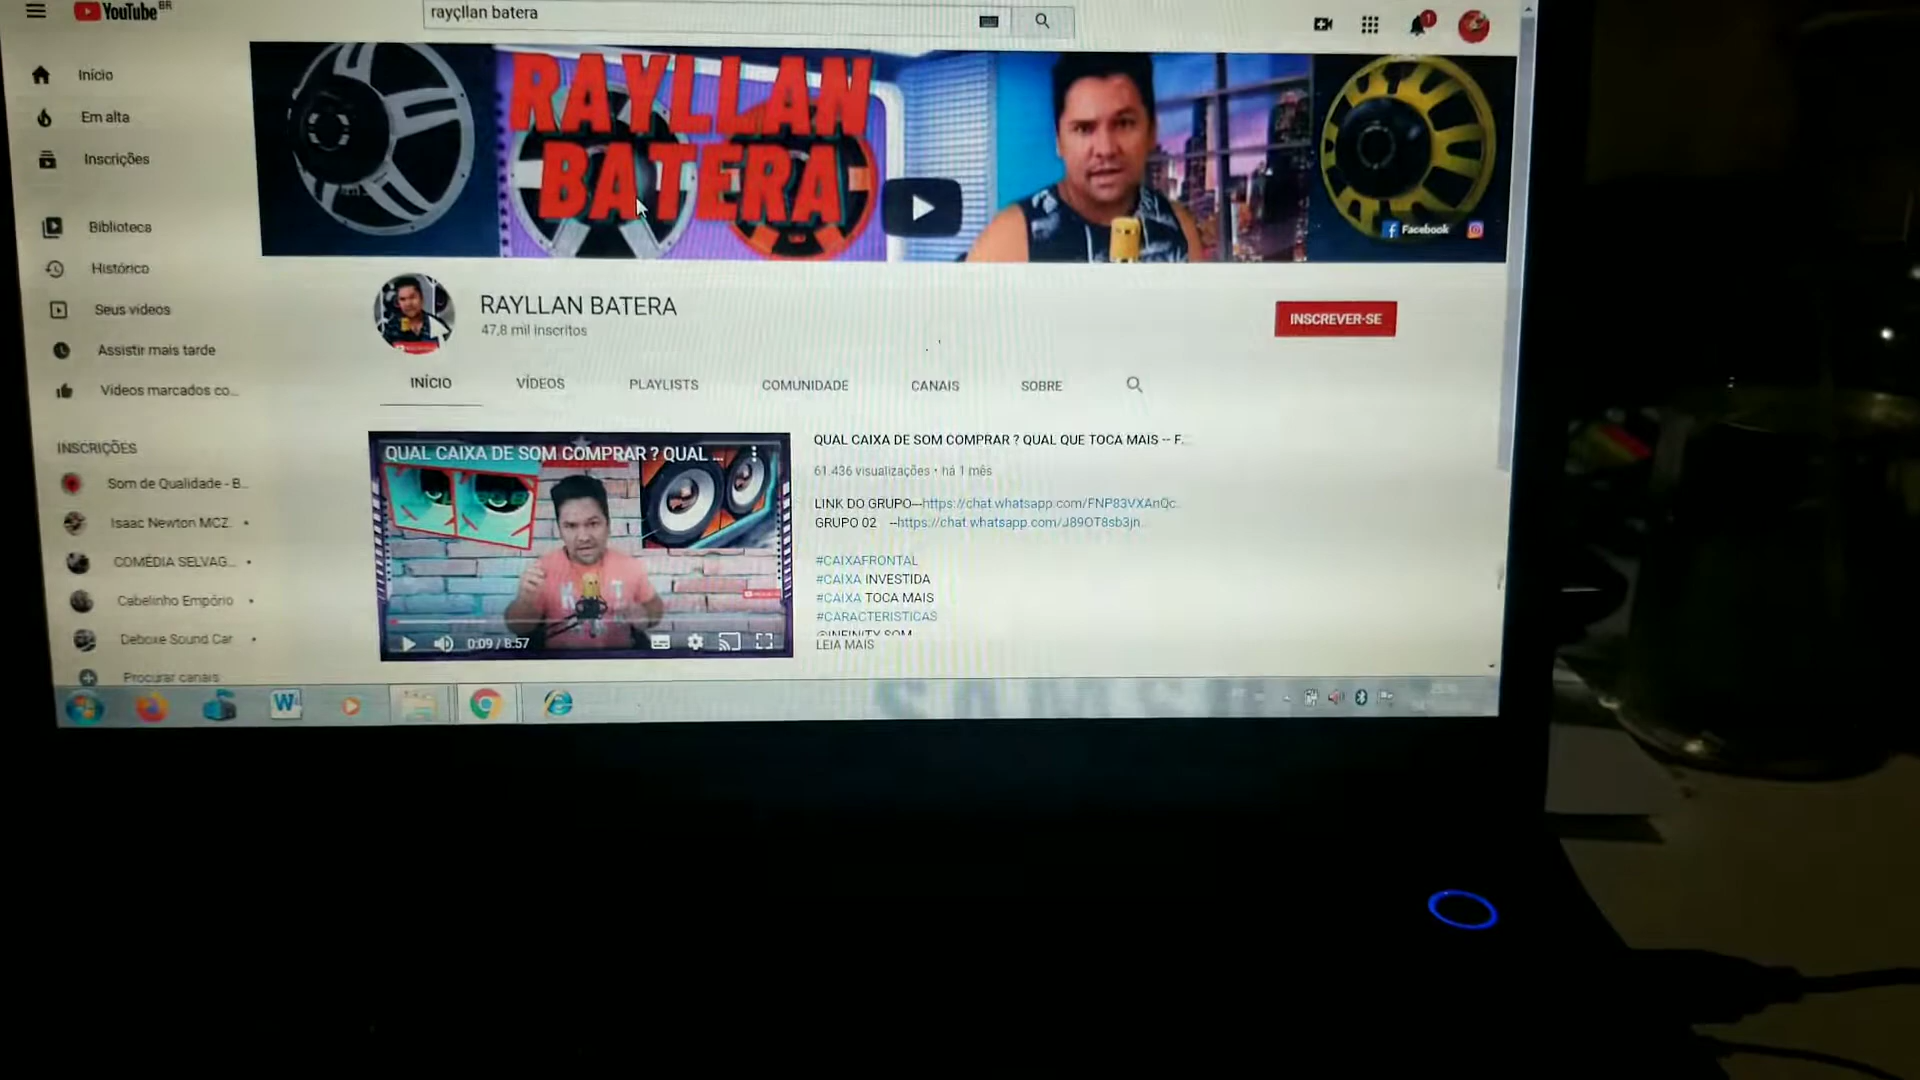 YouTube BR
rayçllan batera
1
Início
Em alta
Inscrições
Biblioteca
Histórico
Seus vídeos
Assistir mais tarde
Vídeos marcados co...
INSCRIÇÕES
Som de Qualidade - B...
Isaac Newton MCZ
COMÉDIA SELVAG...
Cabelinho Empório
Deboxe Sound Car
Procurar canais
RAYLLAN
BATERA
Facebook
RAYLLAN BATERA
47,8 mil inscritos
INSCREVER-SE
INÍCIO
VÍDEOS
PLAYLISTS
COMUNIDADE
CANAIS
SOBRE
QUAL CAIXA DE SOM COMPRAR ? QUAL ...
0:09 / 8:57
QUAL CAIXA DE SOM COMPRAR ? QUAL QUE TOCA MAIS -- F...
61.436 visualizações • há 1 mês
LINK DO GRUPO---https://chat.whatsapp.com/FNP83VXAnQc...
GRUPO 02 --https://chat.whatsapp.com/J89OT8sb3jn...
#CAIXAFRONTAL
#CAIXA INVESTIDA
#CAIXA TOCA MAIS
#CARACTERISTICAS
@INFINITY SOM
LEIA MAIS